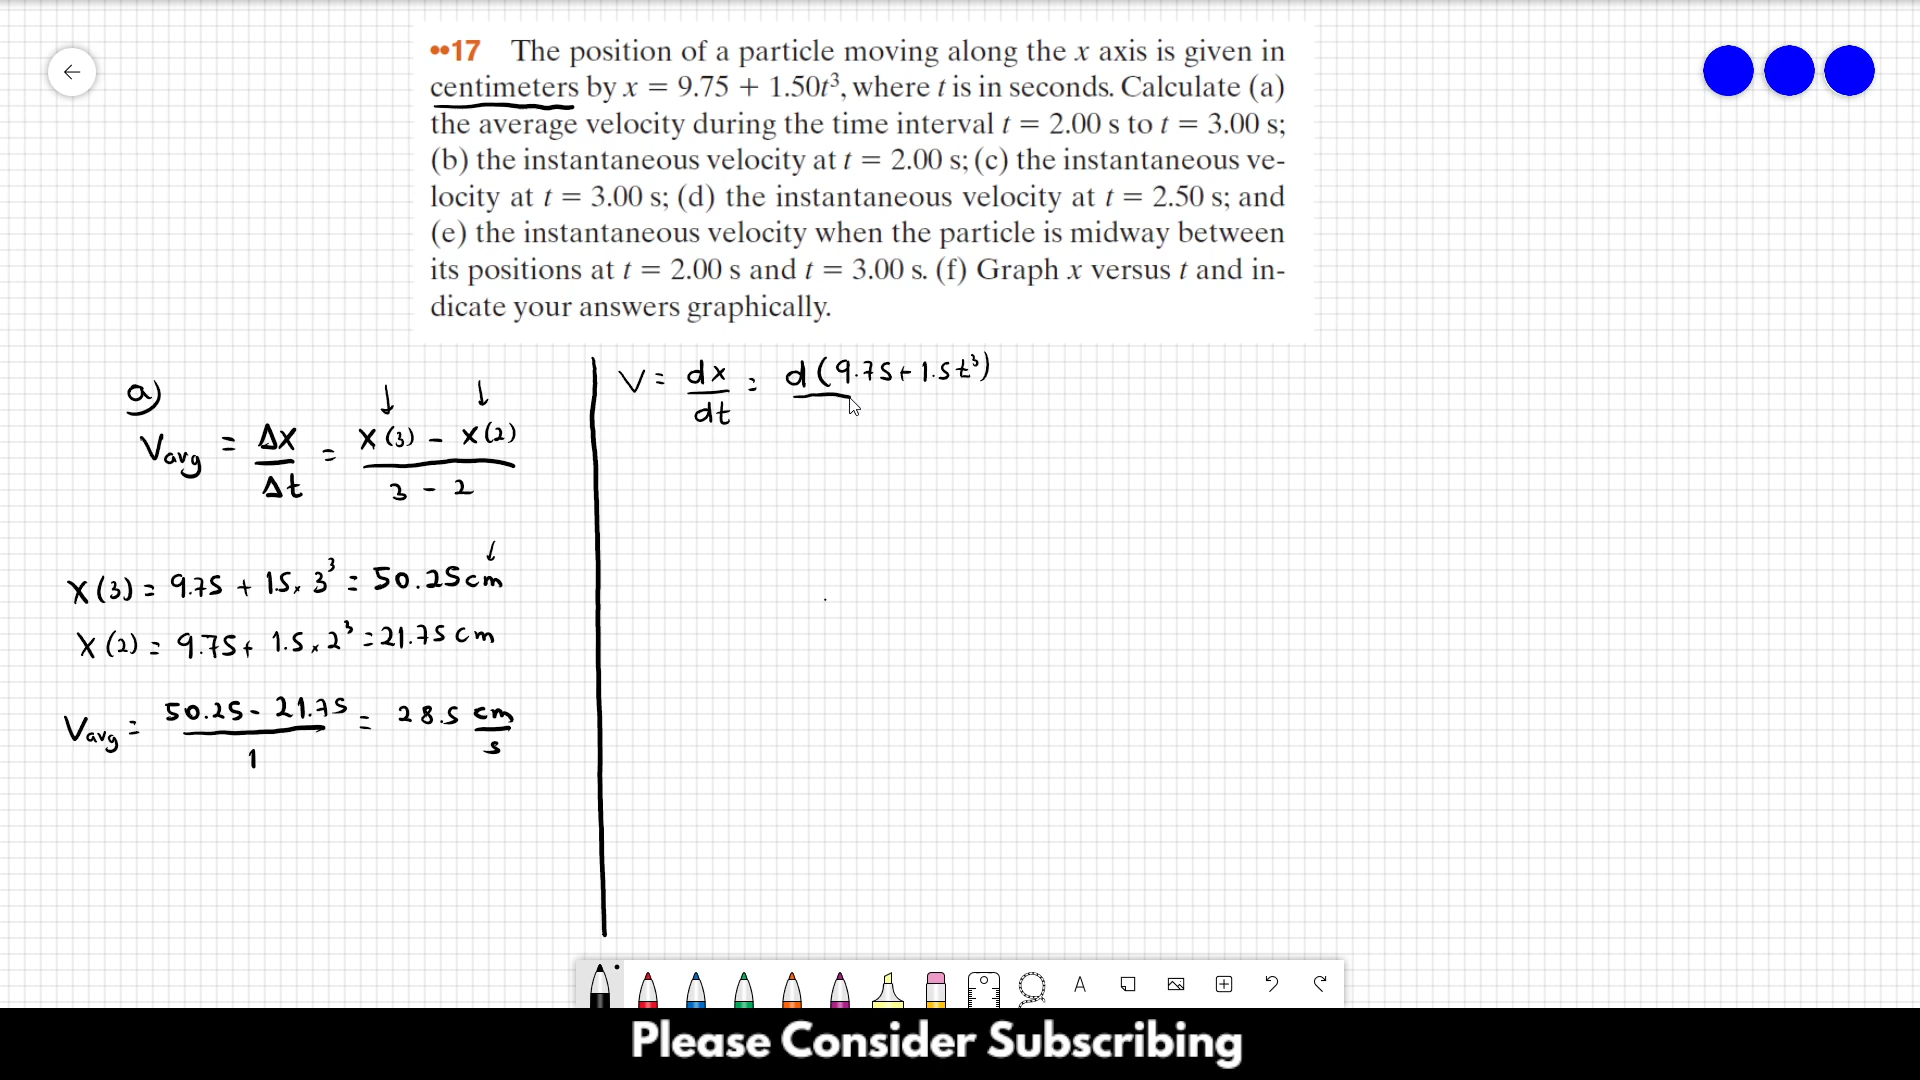 ••17 The position of a particle moving along the x axis is given in
centimeters by x = 9.75 + 1.50t³, where t is in seconds. Calculate (a)
the average velocity during the time interval t = 2.00 s to t = 3.00 s;
(b) the instantaneous velocity at t = 2.00 s; (c) the instantaneous ve-
locity at t = 3.00 s; (d) the instantaneous velocity at t = 2.50 s; and
(e) the instantaneous velocity when the particle is midway between
its positions at t = 2.00 s and t = 3.00 s. (f) Graph x versus t and in-
dicate your answers graphically.
a)
Vavg = Δx/Δt = (x(3) - x(2))/(3 - 2)
x(3) = 9.75 + 1.5 × 3³ = 50.25 cm
x(2) = 9.75 + 1.5 × 2³ = 21.75 cm
Vavg = (50.25 - 21.75)/1 = 28.5 cm/s
V = dx/dt = d(9.75 + 1.5t³)
A
Please Consider Subscribing